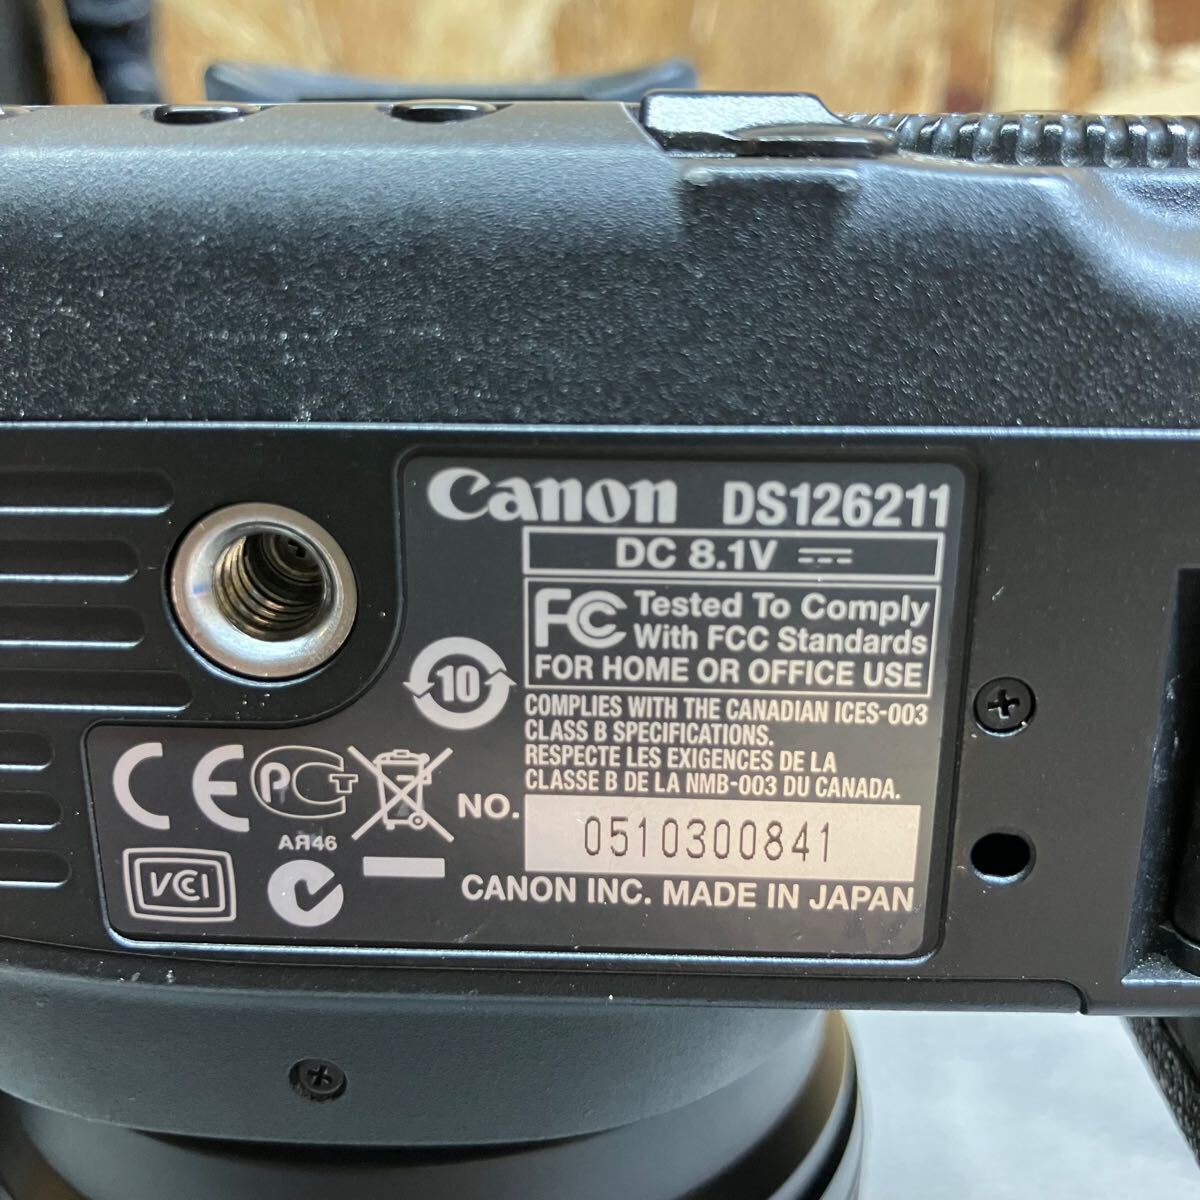 Canon DS126211
DC 8.1V
FC Tested To Comply
With FCC Standards
FOR HOME OR OFFICE USE
10
COMPLIES WITH THE CANADIAN ICES-003
CLASS B SPECIFICATIONS.
RESPECTE LES EXIGENCES DE LA
CLASSE B DE LA NMB-003 DU CANADA.
CE PCT
АЯ46
NO. 0510300841
VCCI
CANON INC. MADE IN JAPAN